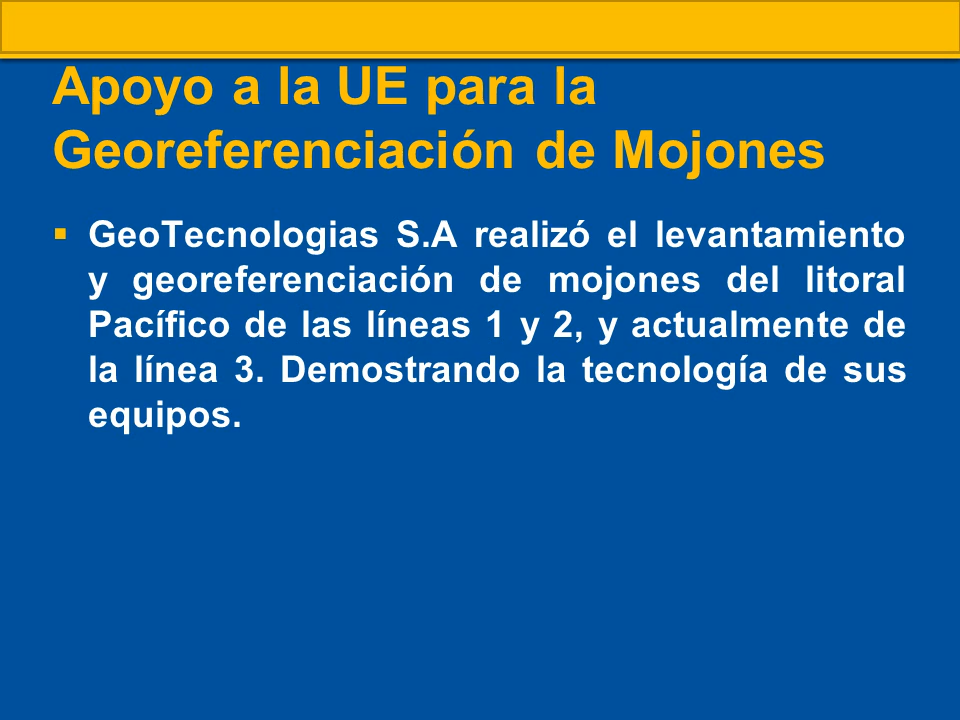 Apoyo a la UE para la
Georeferenciación de Mojones
▪ GeoTecnologias S.A realizó el levantamiento
y georeferenciación de mojones del litoral
Pacífico de las líneas 1 y 2, y actualmente de
la línea 3. Demostrando la tecnología de sus
equipos.